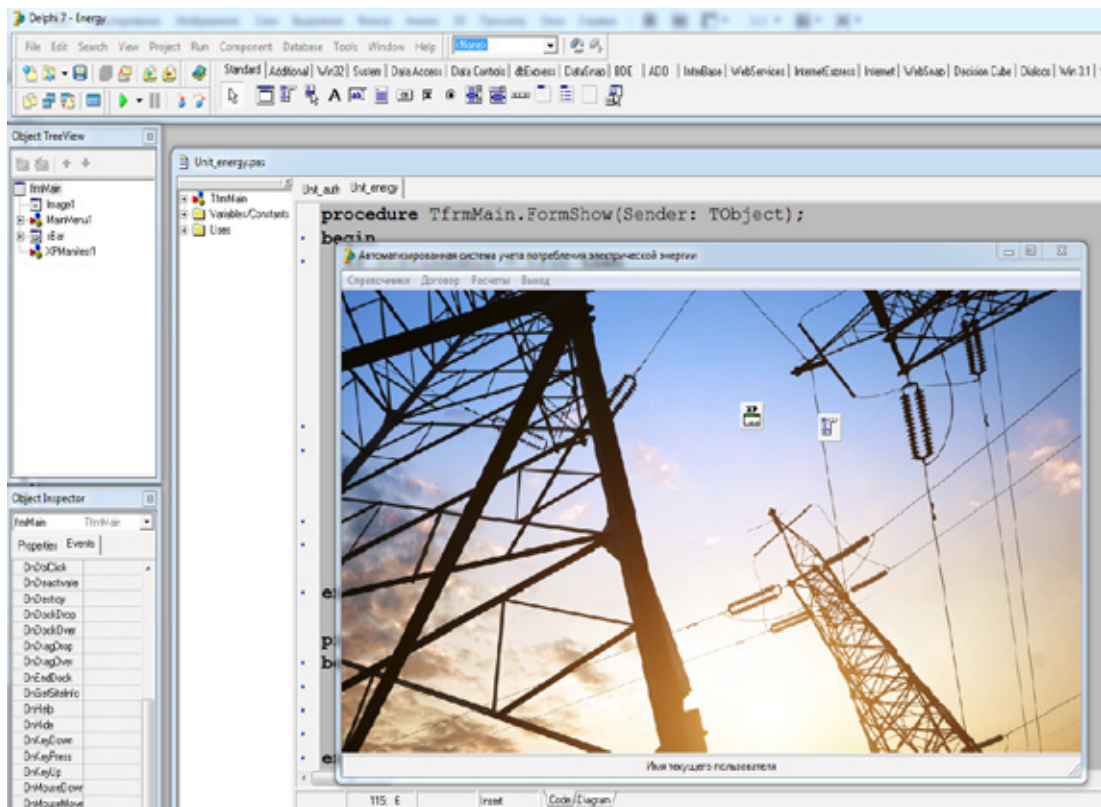 Delphi 7 - Energy
File Edit Search View Project Run Component Database Tools Window Help <None>
Standard Additional Win32 System Data Access Data Controls dbExpress DataSnap BDE ADO InterBase WebServices InternetExpress Internet WebSnap Decision Cube Dialogs Win 3.1
Object TreeView
frmMain
Image1
MainMenu1
sBar
XPManifest1
Unit_energy.pas
TfrmMain
Variables/Constants
Uses
Unit_auth Unit_energy
procedure TfrmMain.FormShow(Sender: TObject);
begin
Автоматизированная система учета потребления электрической энергии
Справочники Договор Расчеты Выход
XP
Имя текущего пользователя
Object Inspector
frmMain TfrmMain
Properties Events
OnDblClick
OnDeactivate
OnDestroy
OnDockDrop
OnDockOver
OnDragDrop
OnDragOver
OnEndDock
OnGetSiteInfo
OnHelp
OnHide
OnKeyDown
OnKeyPress
OnKeyUp
OnMouseDown
OnMouseMove
115: 6 Insert Code Diagram